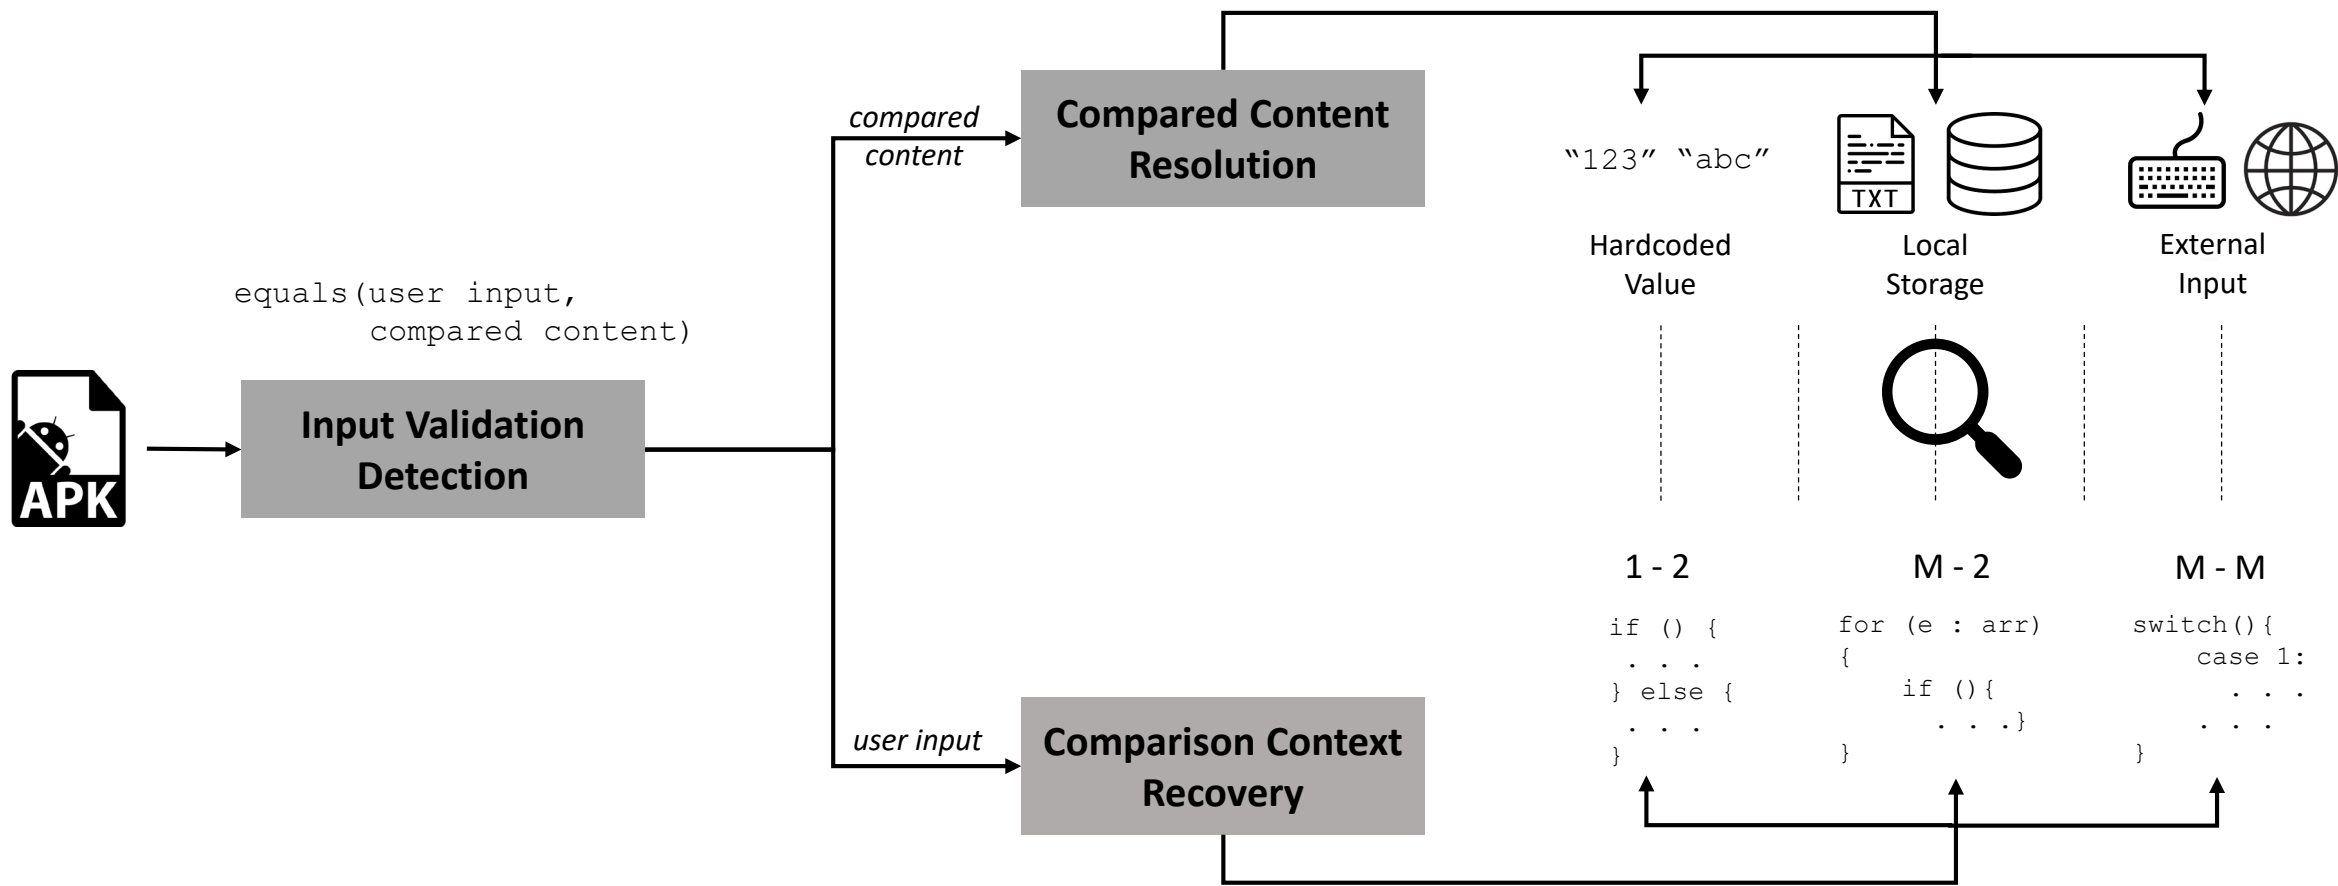 APK
equals(user input,
compared content)
Input Validation
Detection
compared
content
Compared Content
Resolution
user input
Comparison Context
Recovery
“123” “abc”
Hardcoded
Value
TXT
Local
Storage
External
Input
1 - 2
if () {
. . .
} else {
. . .
}
M - 2
for (e : arr)
{
if (){
. . .}
}
M - M
switch(){
case 1:
. . .
. . .
}